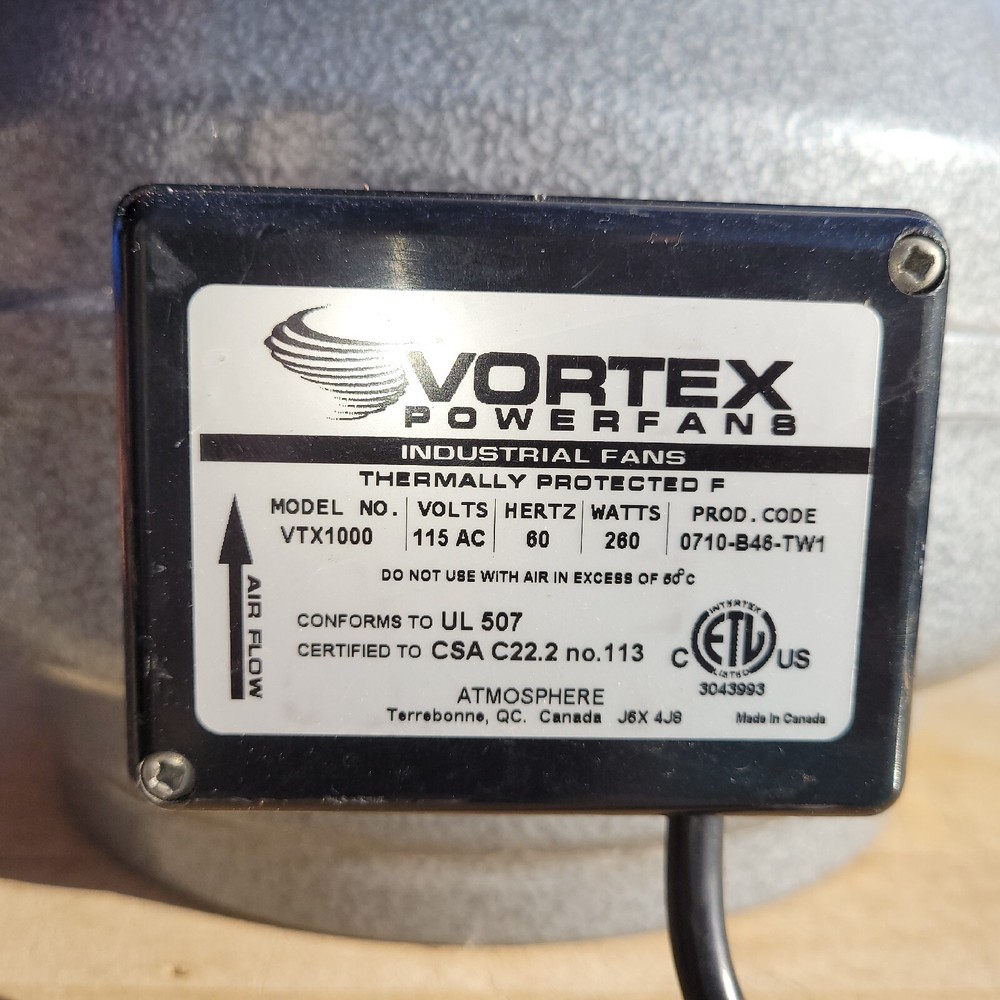 VORTEX
POWERFANS
INDUSTRIAL FANS
THERMALLY PROTECTED F
MODEL NO. VOLTS HERTZ WATTS PROD.CODE
VTX1000 115 AC 60 260 0710-B46-TW1
DO NOT USE WITH AIR IN EXCESS OF 60°C
AIR FLOW
CONFORMS TO UL 507
CERTIFIED TO CSA C22.2 no.113
INTERTEK
C ETL US
LISTED
3043993
ATMOSPHERE
Terrebonne, QC. Canada J6X 4J8 Made in Canada